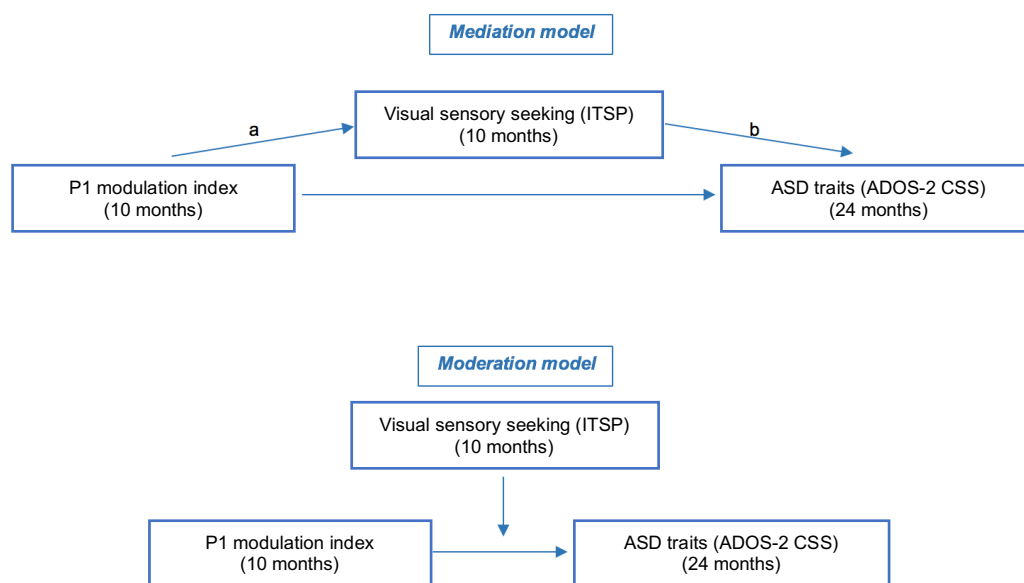 Mediation model
Visual sensory seeking (ITSP)
(10 months)
a
b
P1 modulation index
(10 months)
ASD traits (ADOS-2 CSS)
(24 months)
Moderation model
Visual sensory seeking (ITSP)
(10 months)
P1 modulation index
(10 months)
ASD traits (ADOS-2 CSS)
(24 months)